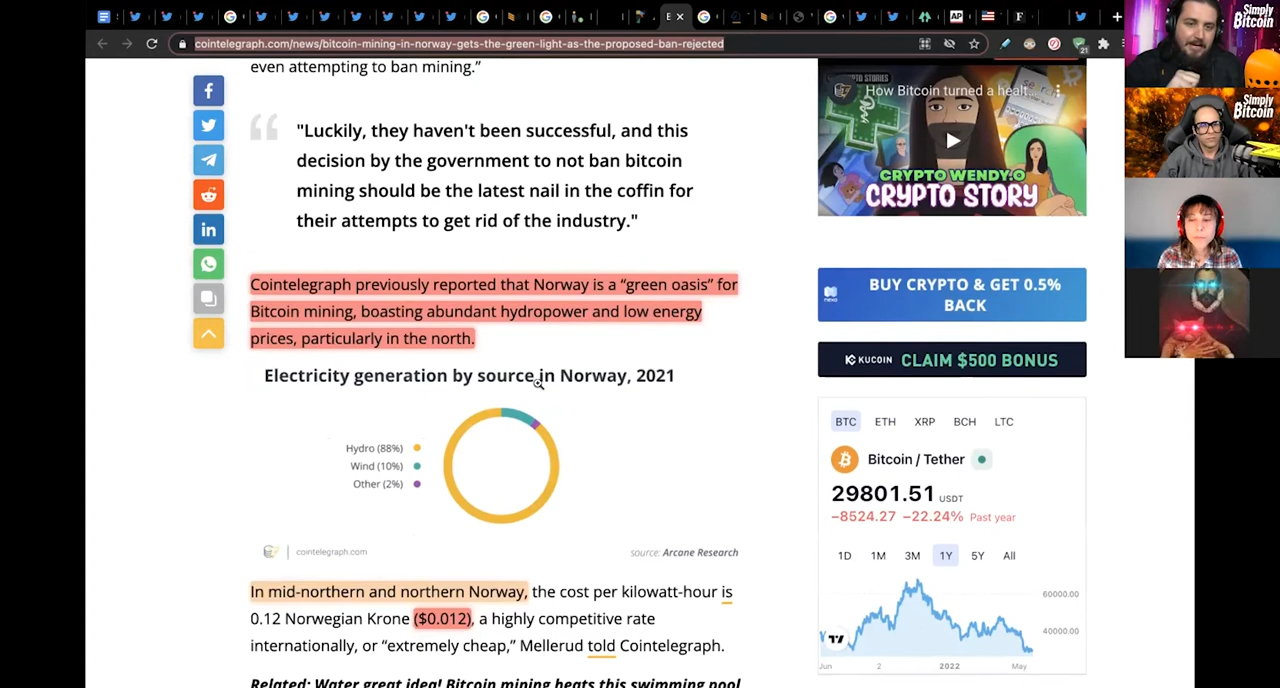 AP
F
cointelegraph.com/news/bitcoin-mining-in-norway-gets-the-green-light-as-the-proposed-ban-rejected
21
Simply
Bitcoin
Simply
Bitcoin
even attempting to ban mining.”
"Luckily, they haven't been successful, and this
decision by the government to not ban bitcoin
mining should be the latest nail in the coffin for
their attempts to get rid of the industry."
Cointelegraph previously reported that Norway is a “green oasis” for
Bitcoin mining, boasting abundant hydropower and low energy
prices, particularly in the north.
Electricity generation by source in Norway, 2021
Hydro (88%)
Wind (10%)
Other (2%)
cointelegraph.com
source: Arcane Research
In mid-northern and northern Norway, the cost per kilowatt-hour is
0.12 Norwegian Krone ($0.012), a highly competitive rate
internationally, or “extremely cheap,” Mellerud told Cointelegraph.
Related: Water great idea! Bitcoin mining heats this swimming pool
CRYPTO STORIES
How Bitcoin turned a healt...
CRYPTO WENDY.O
CRYPTO STORY
nexo
BUY CRYPTO & GET 0.5%
BACK
KUCOIN CLAIM $500 BONUS
BTC ETH XRP BCH LTC
Bitcoin / Tether
29801.51 USDT
−8524.27 −22.24% Past year
1D 1M 3M 1Y 5Y All
60000.00
40000.00
Jun 2 2022 May